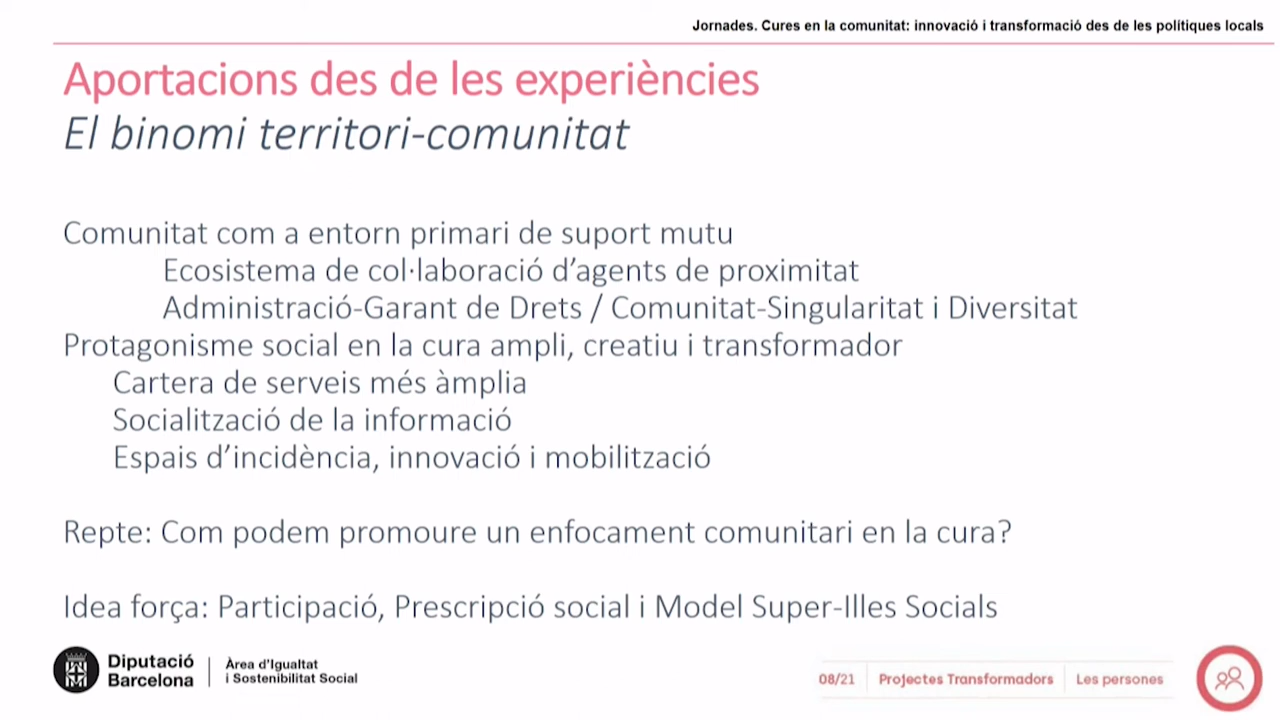 Jornades. Cures en la comunitat: innovació i transformació des de les polítiques locals
Aportacions des de les experiències
El binomi territori-comunitat
Comunitat com a entorn primari de suport mutu
Ecosistema de col·laboració d'agents de proximitat
Administració-Garant de Drets / Comunitat-Singularitat i Diversitat
Protagonisme social en la cura ampli, creatiu i transformador
Cartera de serveis més àmplia
Socialització de la informació
Espais d'incidència, innovació i mobilització
Repte: Com podem promoure un enfocament comunitari en la cura?
Idea força: Participació, Prescripció social i Model Super-Illes Socials
Diputació
Barcelona
Àrea d'Igualtat
i Sostenibilitat Social
08/21 Projectes Transformadors Les persones